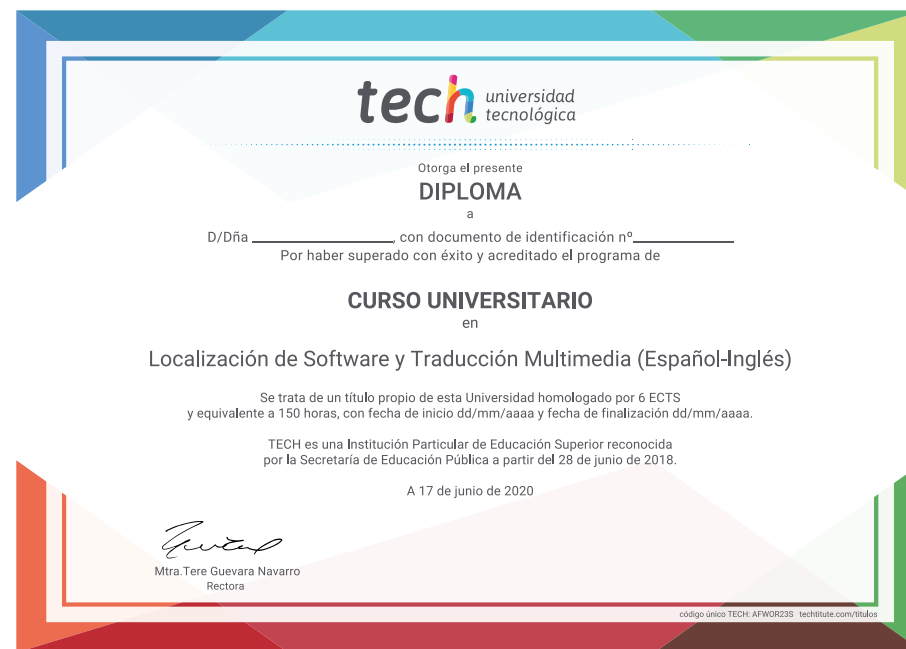 tech universidad
tecnológica
Otorga el presente
DIPLOMA
a
D/Dña ____________________, con documento de identificación nº______________
Por haber superado con éxito y acreditado el programa de
CURSO UNIVERSITARIO
en
Localización de Software y Traducción Multimedia (Español-Inglés)
Se trata de un título propio de esta Universidad homologado por 6 ECTS
y equivalente a 150 horas, con fecha de inicio dd/mm/aaaa y fecha de finalización dd/mm/aaaa.
TECH es una Institución Particular de Educación Superior reconocida
por la Secretaría de Educación Pública a partir del 28 de junio de 2018.
A 17 de junio de 2020
Mtra.Tere Guevara Navarro
Rectora
código único TECH: AFWOR23S techtitute.com/titulos